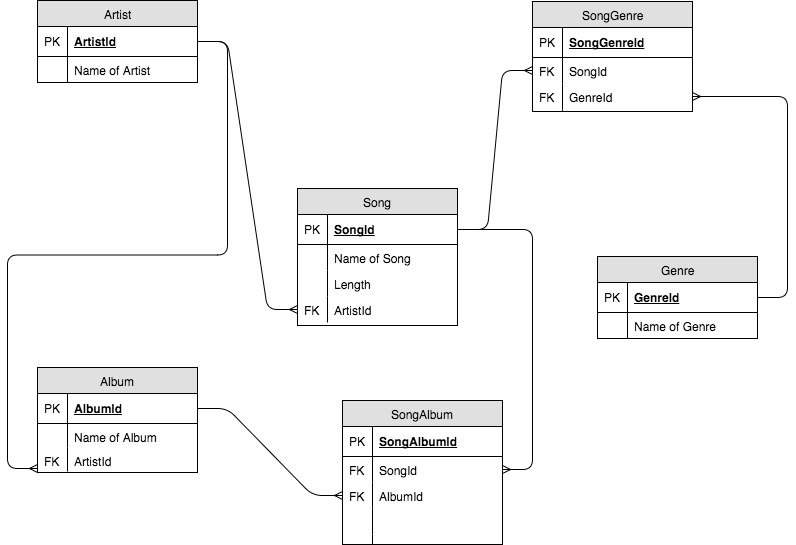 Artist
PK ArtistId
Name of Artist
SongGenre
PK SongGenreId
FK SongId
FK GenreId
Song
PK SongId
Name of Song
Length
FK ArtistId
Genre
PK GenreId
Name of Genre
Album
PK AlbumId
Name of Album
FK ArtistId
SongAlbum
PK SongAlbumId
FK SongId
FK AlbumId